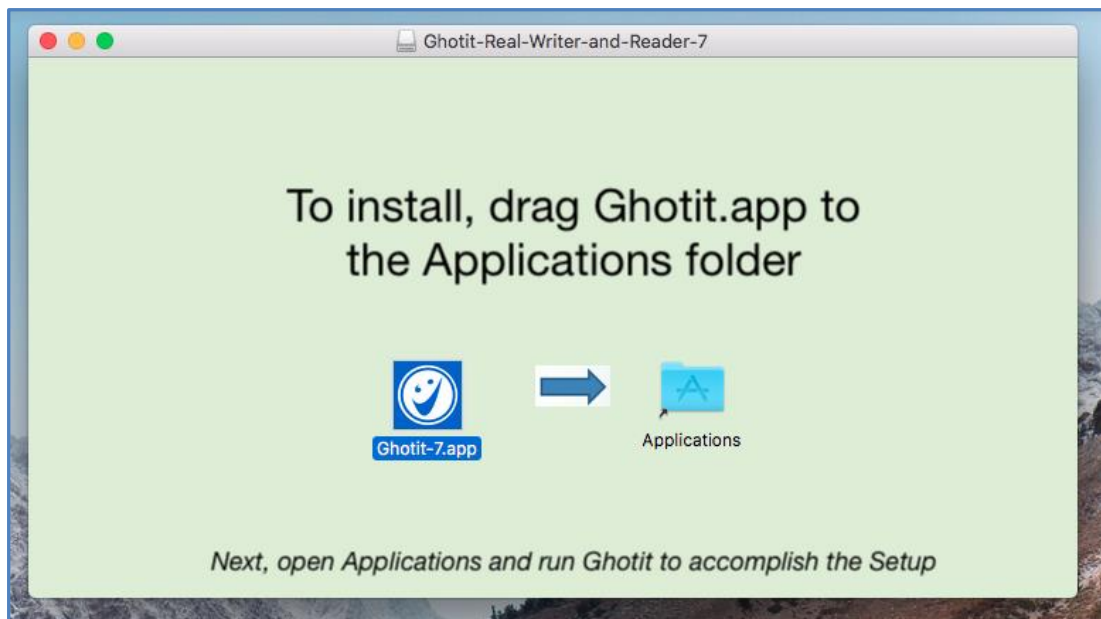 Ghotit-Real-Writer-and-Reader-7
To install, drag Ghotit.app to
the Applications folder
Ghotit-7.app
Applications
Next, open Applications and run Ghotit to accomplish the Setup